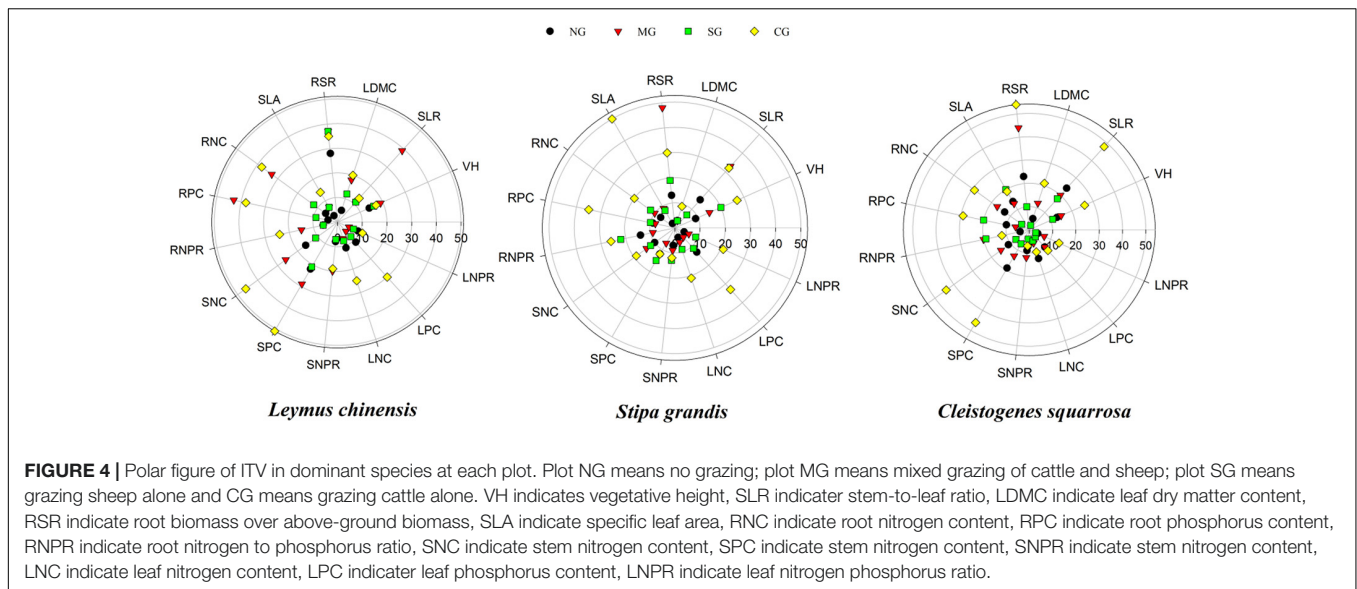 NG MG SG CG
RSR
LDMC
SLR
VH
LNPR
LPC
LNC
SNPR
SPC
SNC
RNPR
RPC
RNC
SLA
0 10 20 30 40 50
Leymus chinensis
RSR
LDMC
SLR
VH
LNPR
LPC
LNC
SNPR
SPC
SNC
RNPR
RPC
RNC
SLA
0 10 20 30 40 50
Stipa grandis
RSR
LDMC
SLR
VH
LNPR
LPC
LNC
SNPR
SPC
SNC
RNPR
RPC
RNC
SLA
10 20 30 40 50
Cleistogenes squarrosa
FIGURE 4 | Polar figure of ITV in dominant species at each plot. Plot NG means no grazing; plot MG means mixed grazing of cattle and sheep; plot SG means
grazing sheep alone and CG means grazing cattle alone. VH indicates vegetative height, SLR indicater stem-to-leaf ratio, LDMC indicate leaf dry matter content,
RSR indicate root biomass over above-ground biomass, SLA indicate specific leaf area, RNC indicate root nitrogen content, RPC indicate root phosphorus content,
RNPR indicate root nitrogen to phosphorus ratio, SNC indicate stem nitrogen content, SPC indicate stem nitrogen content, SNPR indicate stem nitrogen content,
LNC indicate leaf nitrogen content, LPC indicater leaf phosphorus content, LNPR indicate leaf nitrogen phosphorus ratio.